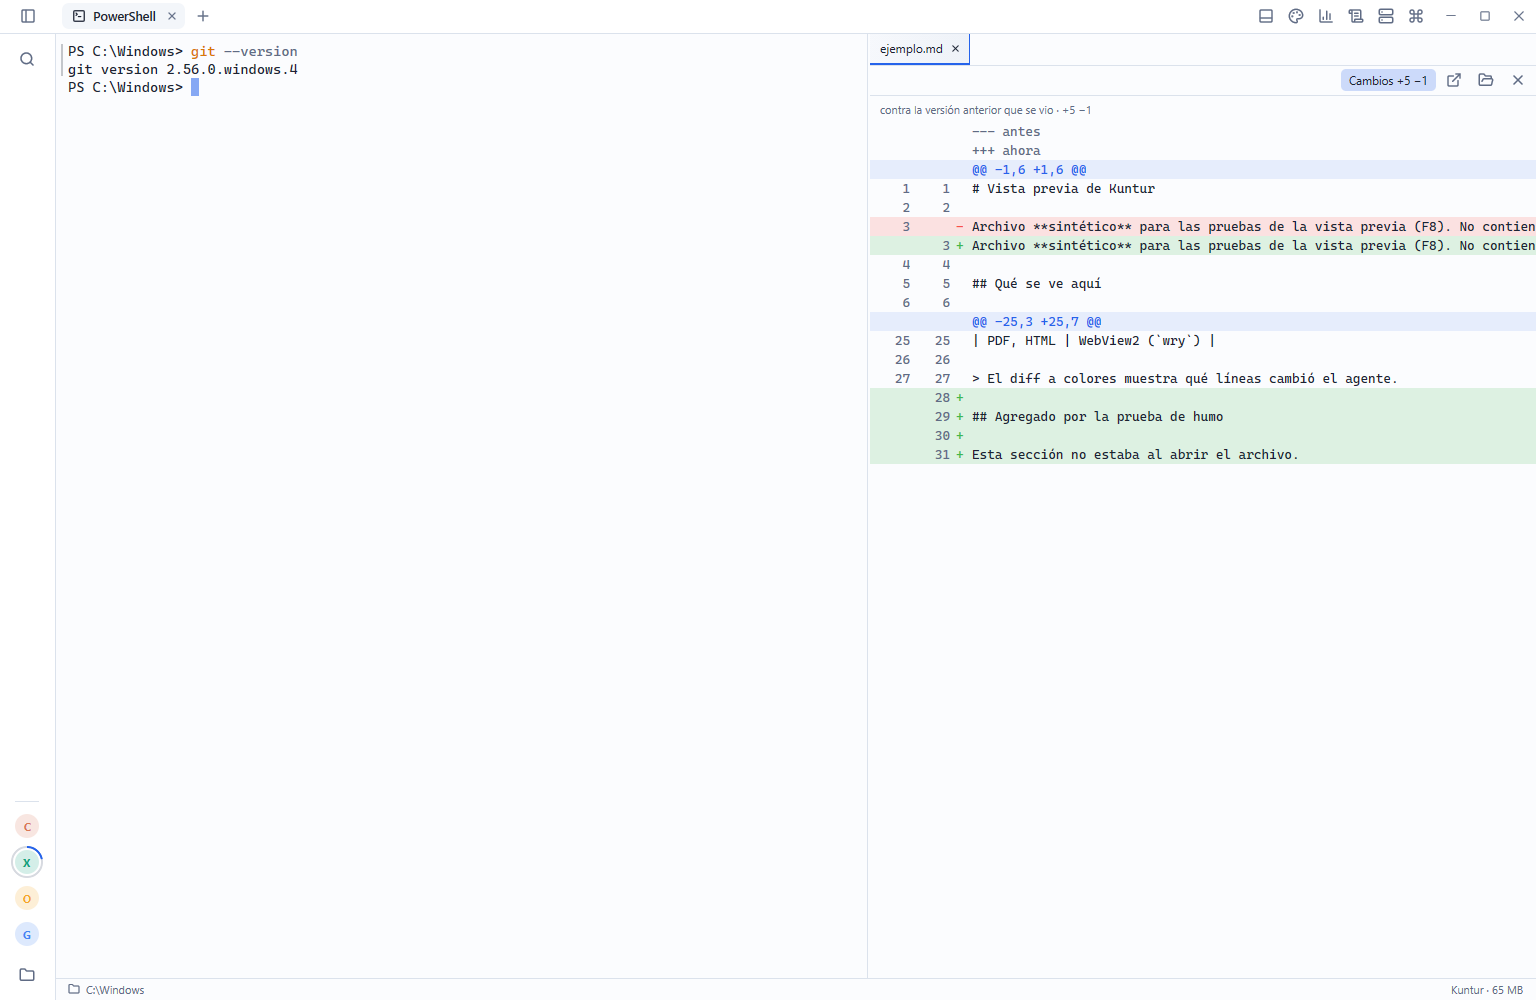 PowerShell
PS C:\Windows> git --version
git version 2.56.0.windows.4
PS C:\Windows>
ejemplo.md
Cambios +5 −1
contra la versión anterior que se vio · +5 −1
--- antes
+++ ahora
@@ -1,6 +1,6 @@
1 1 # Vista previa de Kuntur
2 2
3 - Archivo **sintético** para las pruebas de la vista previa (F8). No contien
3 + Archivo **sintético** para las pruebas de la vista previa (F8). No contien
4 4
5 5 ## Qué se ve aquí
6 6
@@ -25,3 +25,7 @@
25 25 | PDF, HTML | WebView2 (`wry`) |
26 26
27 27 > El diff a colores muestra qué líneas cambió el agente.
28 +
29 + ## Agregado por la prueba de humo
30 +
31 + Esta sección no estaba al abrir el archivo.
C
X
O
G
C:\Windows
Kuntur · 65 MB